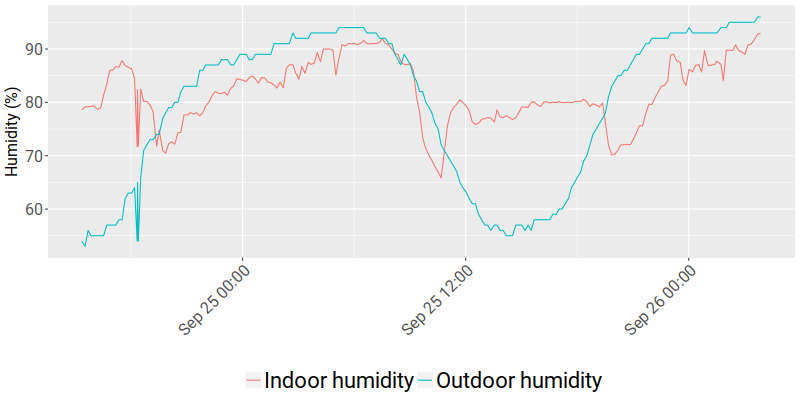 Humidity (%)
90
80
70
60
Sep 25 00:00
Sep 25 12:00
Sep 26 00:00
Indoor humidity
Outdoor humidity